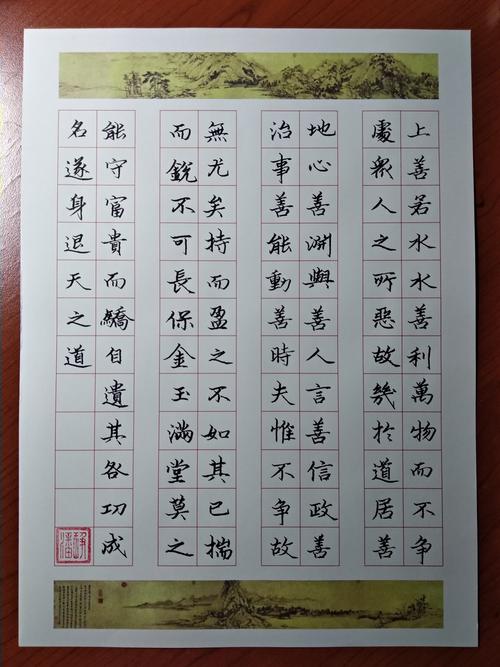 上善若水水善利萬物而不争
處衆人之所惡故幾於道居善
地心善淵與善人言善信政善
治事善能動善時夫惟不争故
無尤矣持而盈之不如其已揣
而銳不可長保金玉滿堂莫之
能守富貴而驕自遺其咎功成
名遂身退天之道